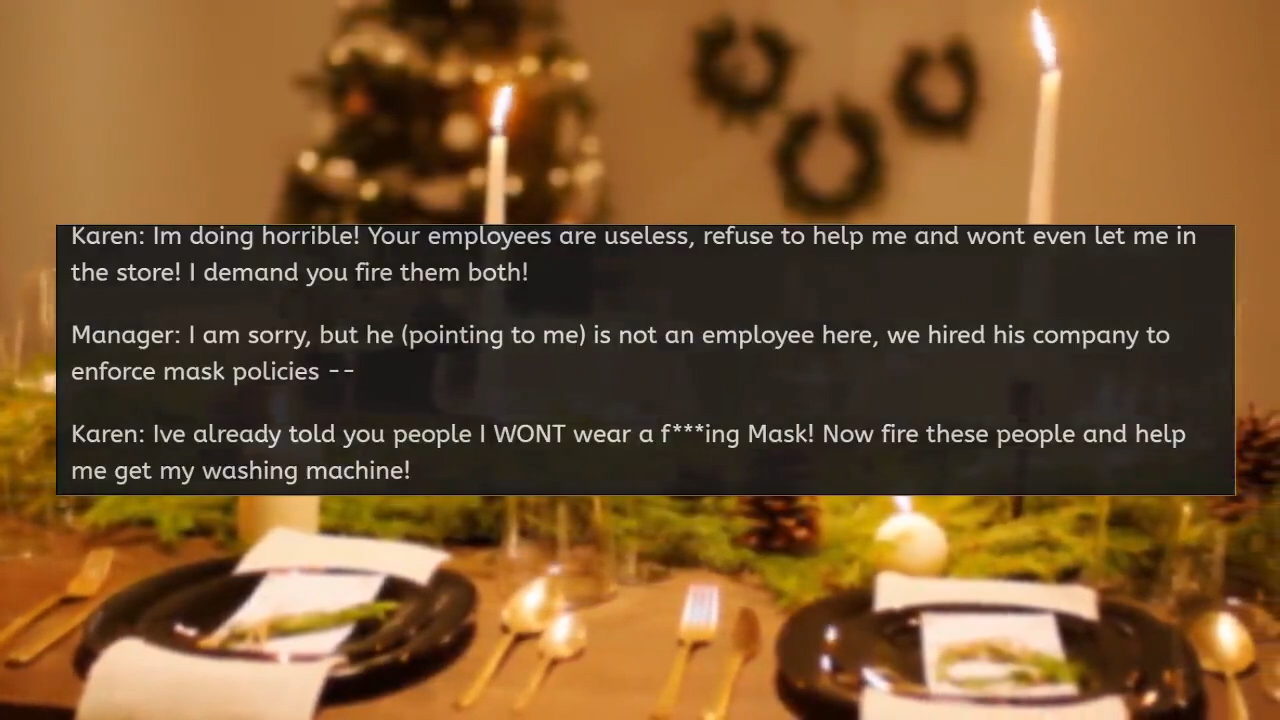 Karen: Im doing horrible! Your employees are useless, refuse to help me and wont even let me in
the store! I demand you fire them both!
Manager: I am sorry, but he (pointing to me) is not an employee here, we hired his company to
enforce mask policies --
Karen: Ive already told you people I WONT wear a f***ing Mask! Now fire these people and help
me get my washing machine!